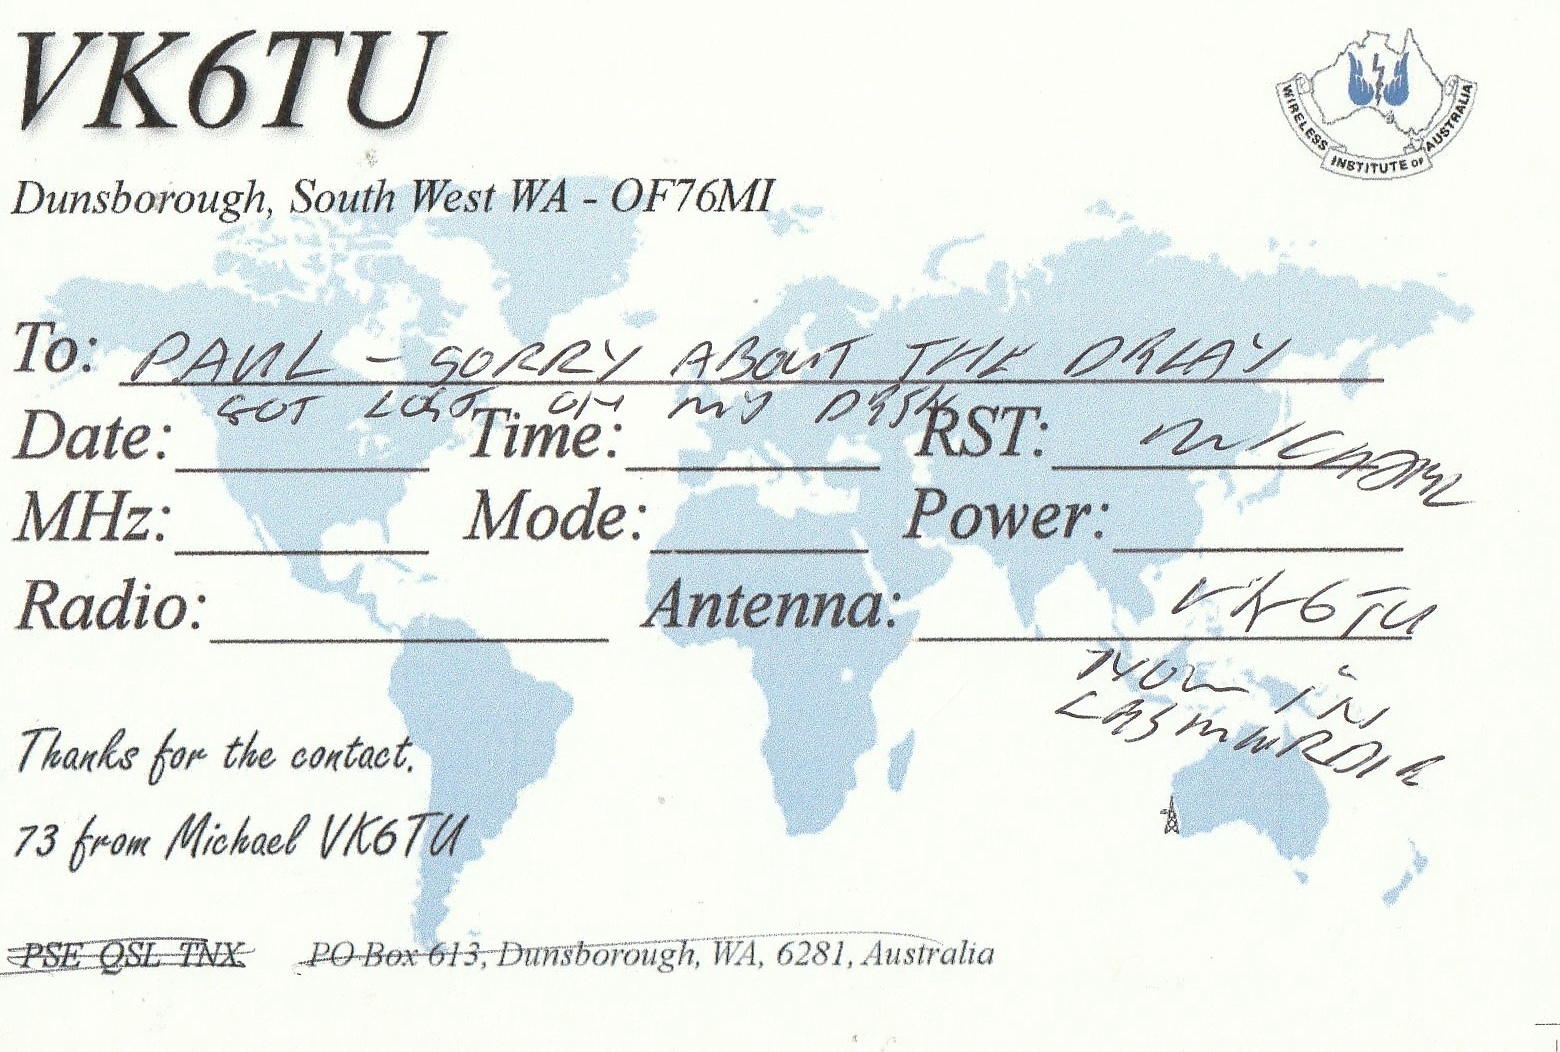 VK6TU
WIRELESS INSTITUTE OF AUSTRALIA
Dunsborough, South West WA - OF76MI
To: PAUL - SORRY ABOUT THE DELAY
GOT LOST ON MY DESK
Date: Time: RST: MICHAEL
MHz: Mode: Power:
Radio: Antenna: VK6TU
NOW IN
Thanks for the contact.
73 from Michael VK6TU
PSE QSL TNX PO Box 613, Dunsborough, WA, 6281, Australia